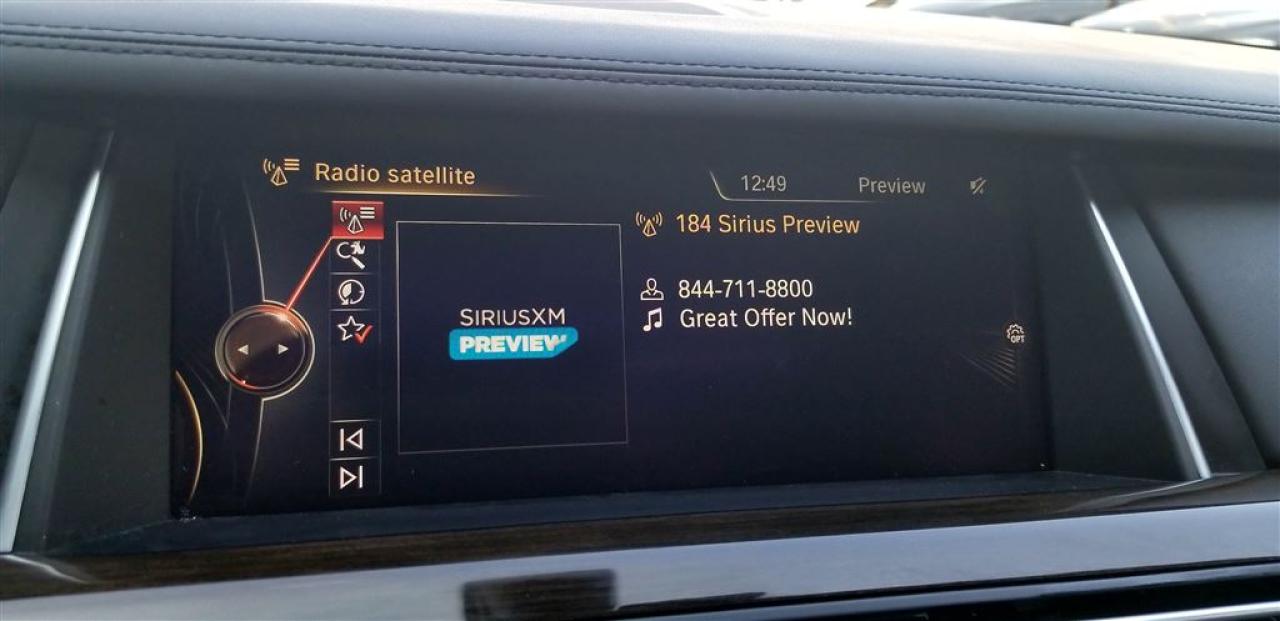 Radio satellite
12:49
Preview
184 Sirius Preview
844-711-8800
Great Offer Now!
SIRIUSXM
PREVIEW
OPT